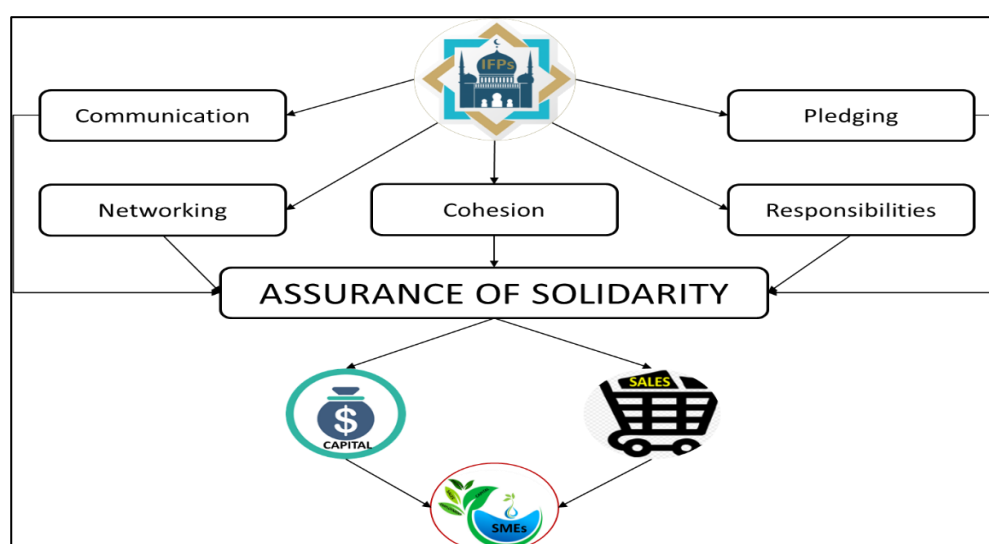 IFPs
Communication
Pledging
Networking
Cohesion
Responsibilities
ASSURANCE OF SOLIDARITY
SALES
$
CAPITAL
SMEs